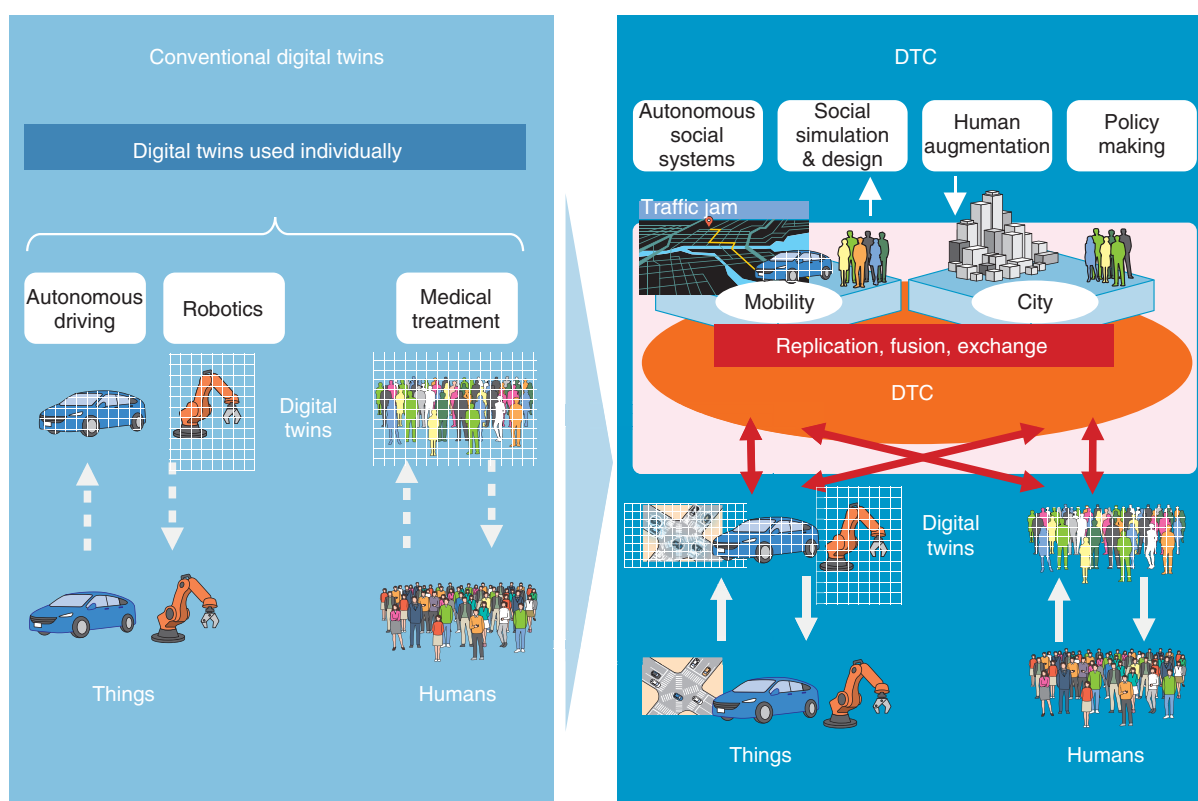 Conventional digital twins
Digital twins used individually
Autonomous
driving
Robotics
Medical
treatment
Digital
twins
Things
Humans
DTC
Autonomous
social
systems
Social
simulation
& design
Human
augmentation
Policy
making
Traffic jam
Mobility
City
Replication, fusion, exchange
DTC
Digital
twins
Things
Humans